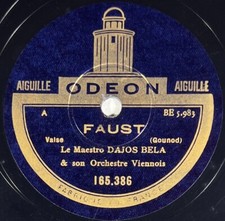 AIGUILLE ODEON AIGUILLE
A BE 5.983
FAUST
Valse (Gounod)
Le Maestro DAJOS BELA
& son Orchestre Viennois
165.386
FABRIQUÉ EN FRANCE